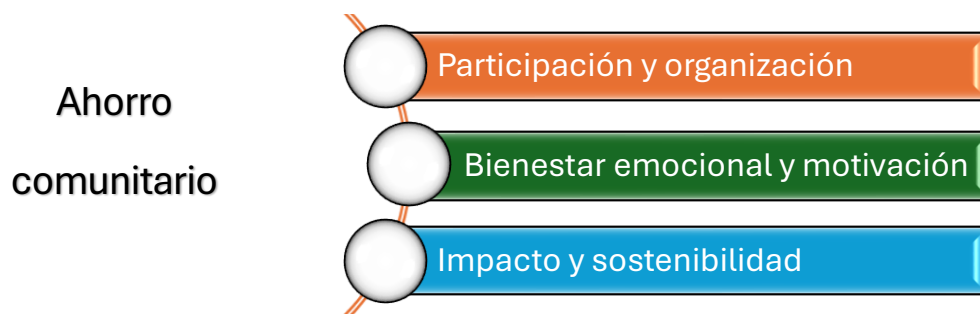 Ahorro
comunitario
Participación y organización
Bienestar emocional y motivación
Impacto y sostenibilidad